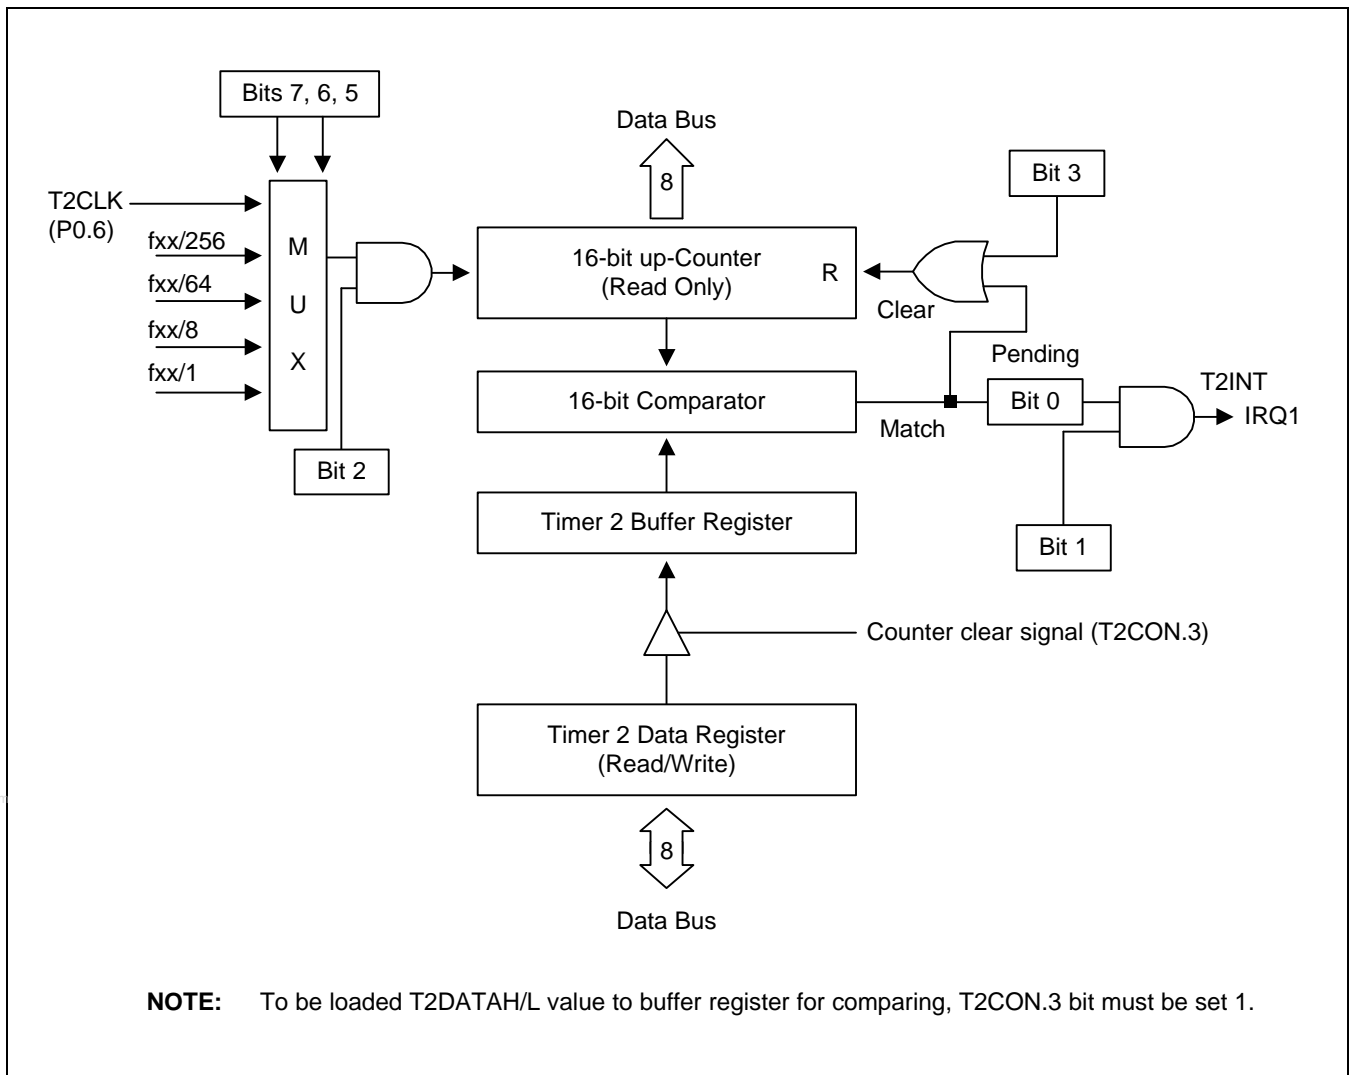 Bits 7, 6, 5
Data Bus
8
Bit 3
T2CLK
(P0.6)
fxx/256
fxx/64
fxx/8
fxx/1
M
U
X
16-bit up-Counter
(Read Only)
R
Clear
Pending
16-bit Comparator
Match
Bit 0
T2INT
IRQ1
Bit 2
Timer 2 Buffer Register
Bit 1
Counter clear signal (T2CON.3)
Timer 2 Data Register
(Read/Write)
8
Data Bus
NOTE: To be loaded T2DATAH/L value to buffer register for comparing, T2CON.3 bit must be set 1.